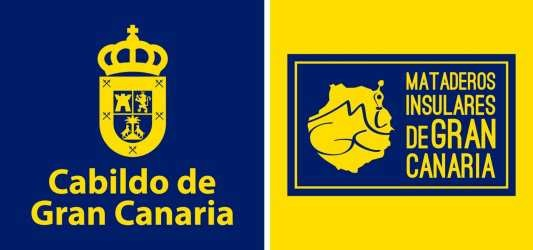 Cabildo de
Gran Canaria
MATADEROS
INSULARES
DE GRAN
CANARIA